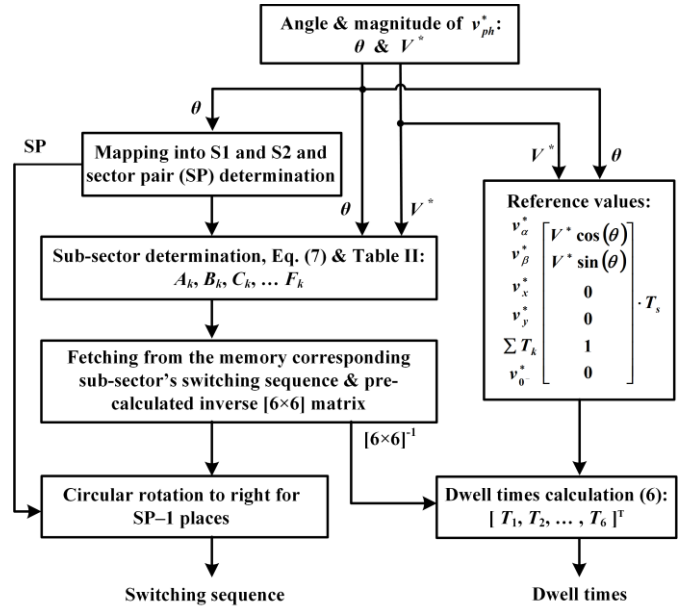 Angle & magnitude of v*ph:
θ & V*
θ
SP
Mapping into S1 and S2 and
sector pair (SP) determination
V* θ
θ V*
Sub-sector determination, Eq. (7) & Table II:
Ak, Bk, Ck, … Fk
Reference values:
v*α V* cos(θ)
v*β V* sin(θ)
v*x 0
v*y 0
· Ts
∑ Tk 1
v*0- 0
Fetching from the memory corresponding
sub-sector's switching sequence & pre-
calculated inverse [6×6] matrix
[6×6]-1
Circular rotation to right for
SP–1 places
Dwell times calculation (6):
[ T1, T2, … , T6 ]T
Switching sequence
Dwell times